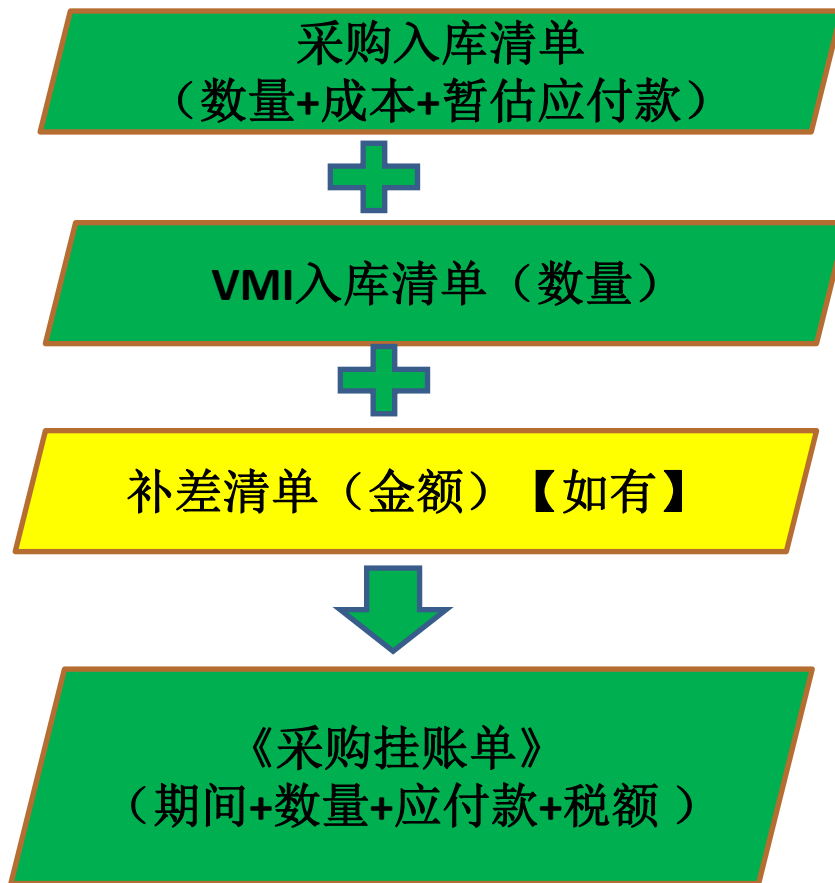 采购入库清单
（数量+成本+暂估应付款）
VMI入库清单（数量）
补差清单（金额）【如有】
《采购挂账单》
（期间+数量+应付款+税额 ）